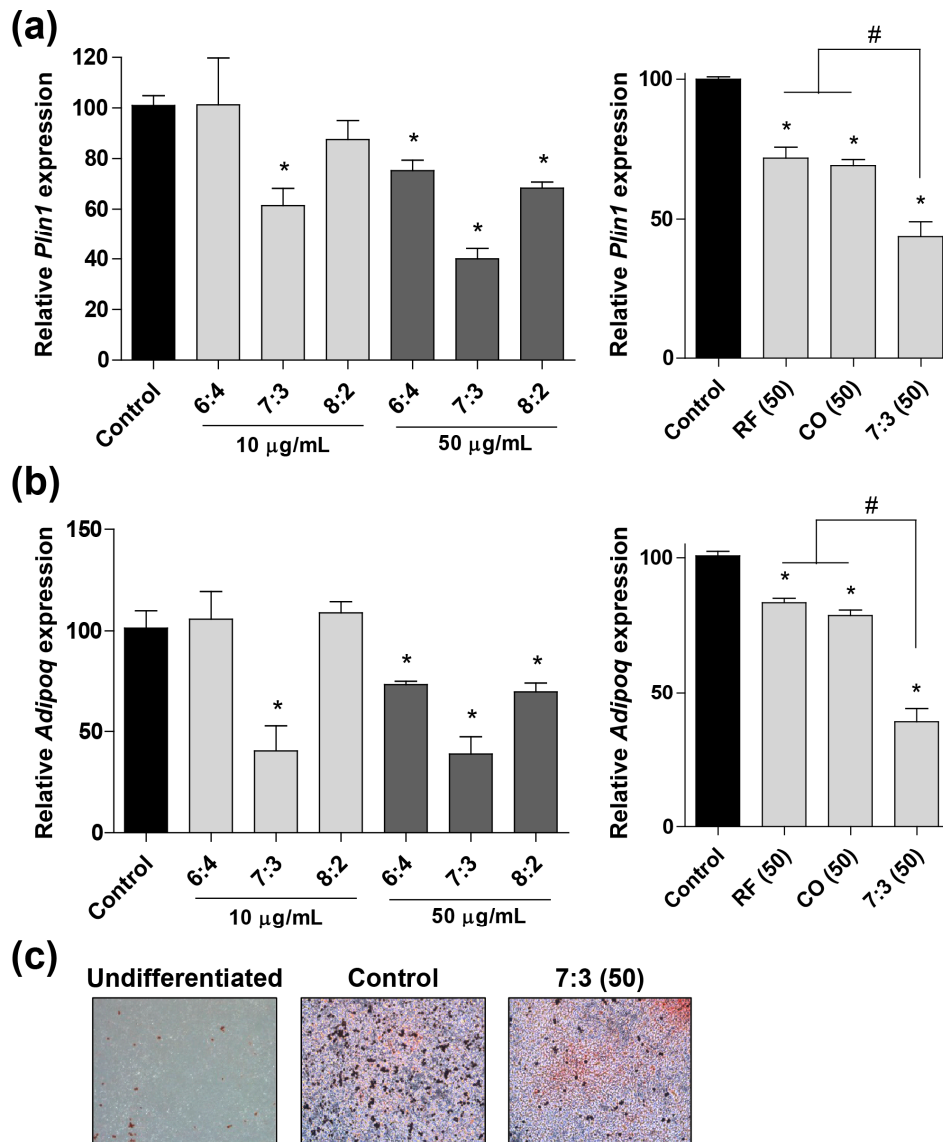 (a)
Relative Plin1 expression
120
100
80
60
40
20
0
* * * *
Control 6:4 7:3 8:2 6:4 7:3 8:2
10 μg/mL 50 μg/mL
Relative Plin1 expression
100
50
0
#
* * *
Control RF (50) CO (50) 7:3 (50)
(b)
Relative Adipoq expression
150
100
50
0
* * * *
Control 6:4 7:3 8:2 6:4 7:3 8:2
10 μg/mL 50 μg/mL
Relative Adipoq expression
100
50
0
#
* * *
Control RF (50) CO (50) 7:3 (50)
(c)
Undifferentiated Control 7:3 (50)